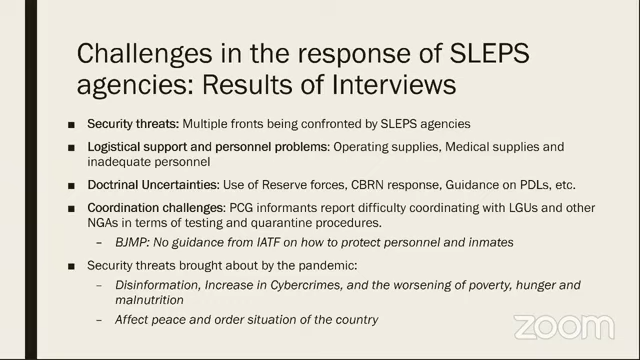 Challenges in the response of SLEPS
agencies: Results of Interviews
■ Security threats: Multiple fronts being confronted by SLEPS agencies
■ Logistical support and personnel problems: Operating supplies, Medical supplies and
inadequate personnel
■ Doctrinal Uncertainties: Use of Reserve forces, CBRN response, Guidance on PDLs, etc.
■ Coordination challenges: PCG informants report difficulty coordinating with LGUs and other
NGAs in terms of testing and quarantine procedures.
– BJMP: No guidance from IATF on how to protect personnel and inmates
■ Security threats brought about by the pandemic:
– Disinformation, Increase in Cybercrimes, and the worsening of poverty, hunger and
malnutrition
– Affect peace and order situation of the country
zoom